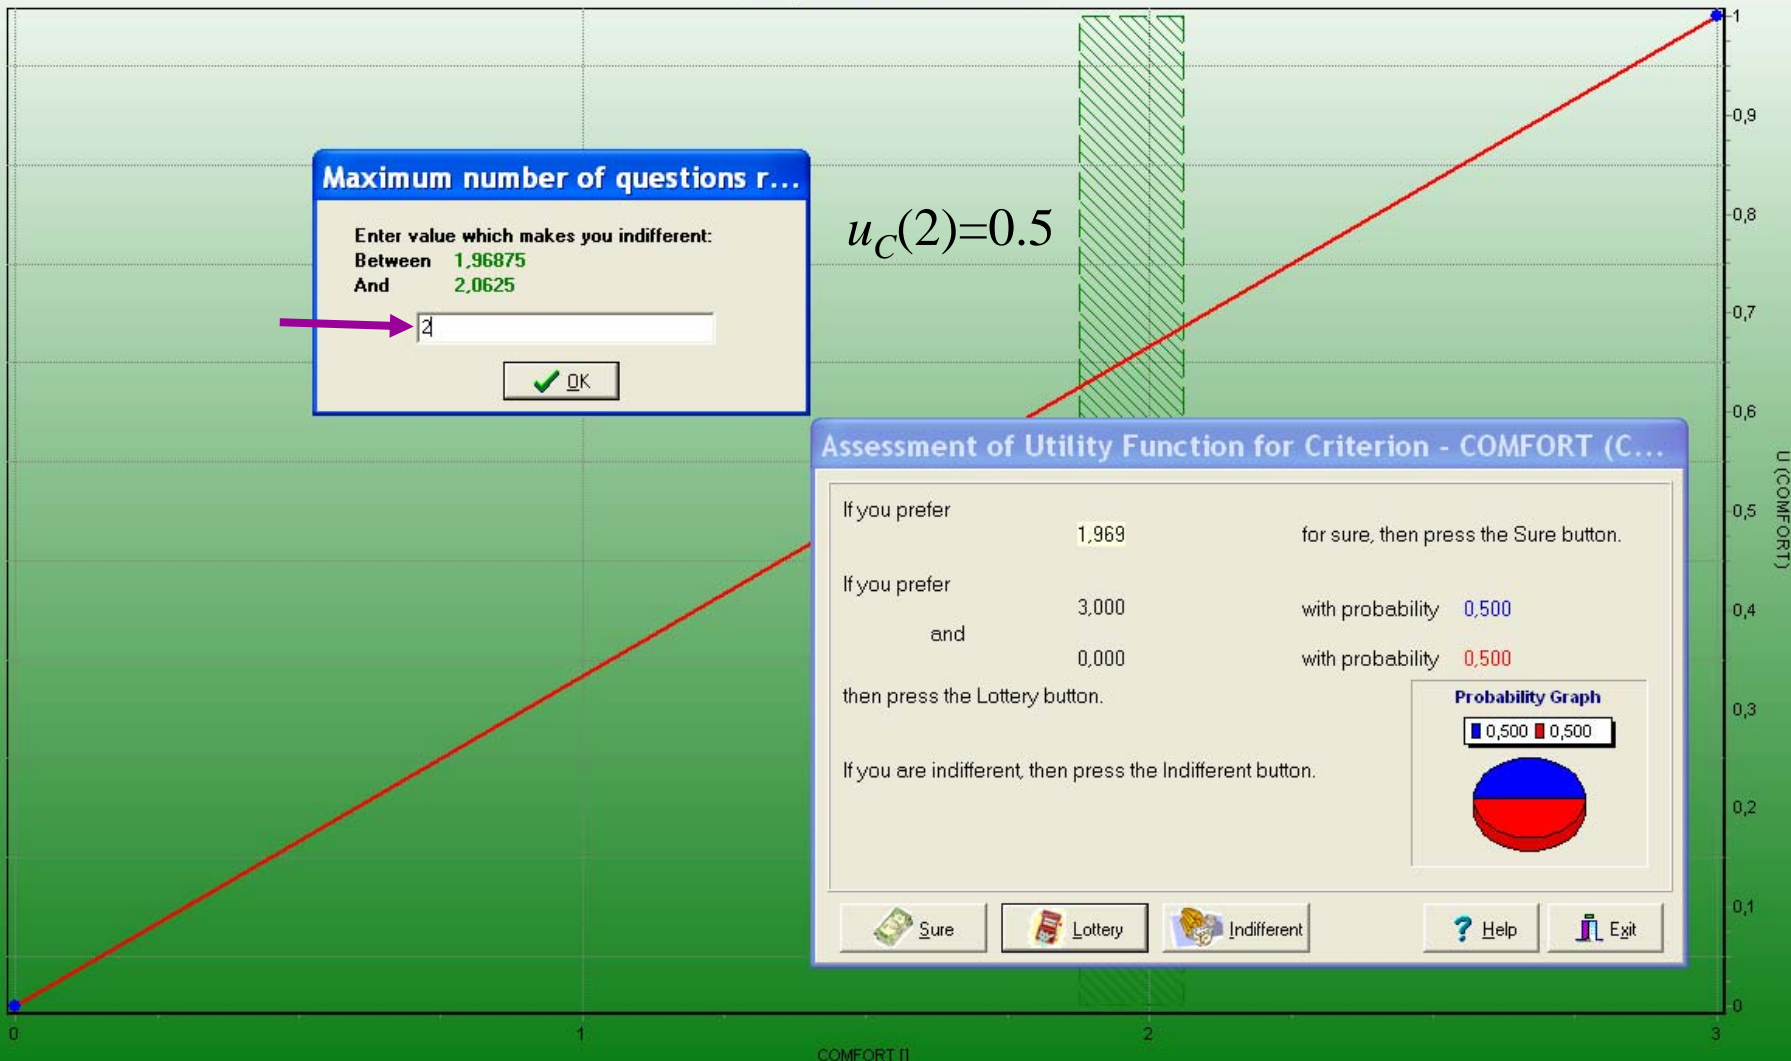 Maximum number of questions r...
Enter value which makes you indifferent:
Between 1,96875
And 2,0625
2
OK
u_C(2)=0.5
Assessment of Utility Function for Criterion - COMFORT (C...
If you prefer
1,969 for sure, then press the Sure button.
If you prefer
3,000 with probability 0,500
and
0,000 with probability 0,500
then press the Lottery button.
Probability Graph
0,500 0,500
If you are indifferent, then press the Indifferent button.
Sure Lottery Indifferent ? Help Exit
1
0,9
0,8
0,7
0,6
0,5
0,4
0,3
0,2
0,1
0
U (COMFORT)
0 1 2 3
COMFORT []